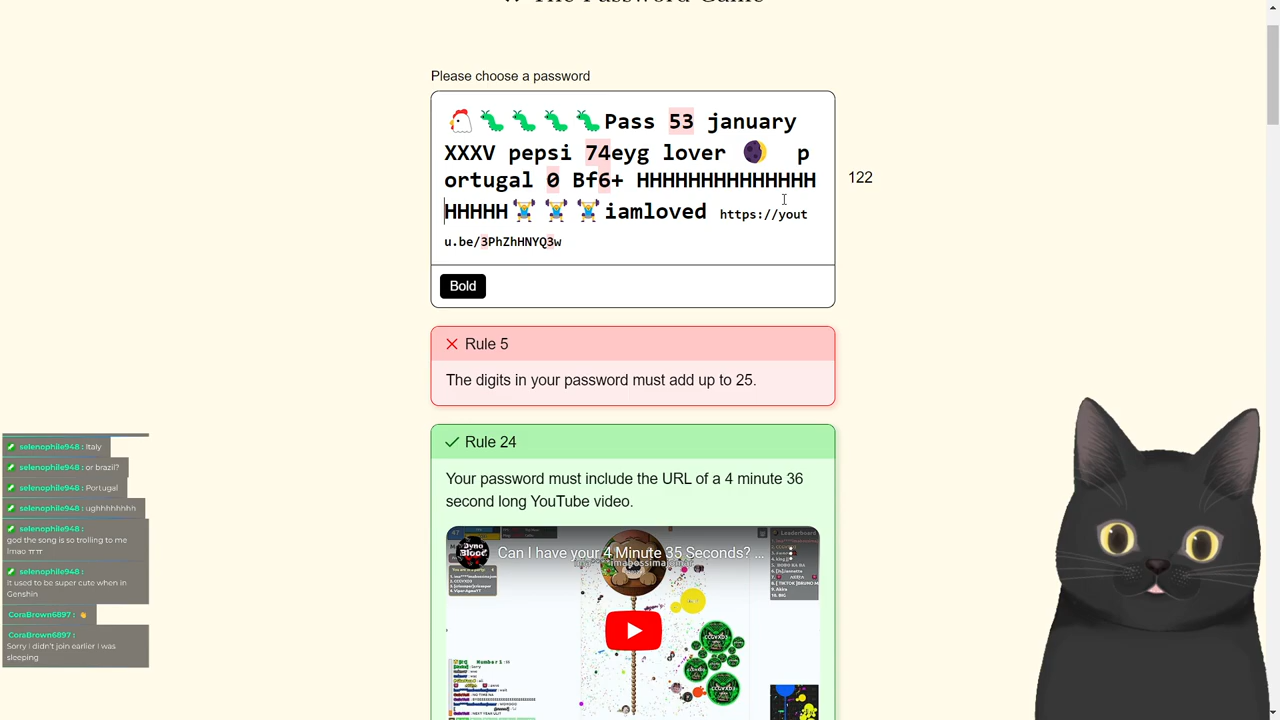 Please choose a password
🐔🐛🐛🐛🐛Pass 53 january
XXXV pepsi 74eyg lover 🌒 p
ortugal 0 Bf6+ HHHHHHHHHHHHHH
HHHHH🏋️🏋️🏋️iamloved https://yout
u.be/3PhZhHNYQ3w
122
Bold
Rule 5
The digits in your password must add up to 25.
Rule 24
Your password must include the URL of a 4 minute 36
second long YouTube video.
Can I have your 4 Minute 35 Seconds? ...
Leaderboard
selenophile948 : Italy
selenophile948 : or brazil?
selenophile948 : Portugal
selenophile948 : ughhhhhhhh
selenophile948 :
god the song is so trolling to me
lmao ㅠㅠ
selenophile948 :
it used to be super cute when in
Genshin
CoraBrown6897 : 👋
CoraBrown6897 :
Sorry I didn't join earlier I was
sleeping